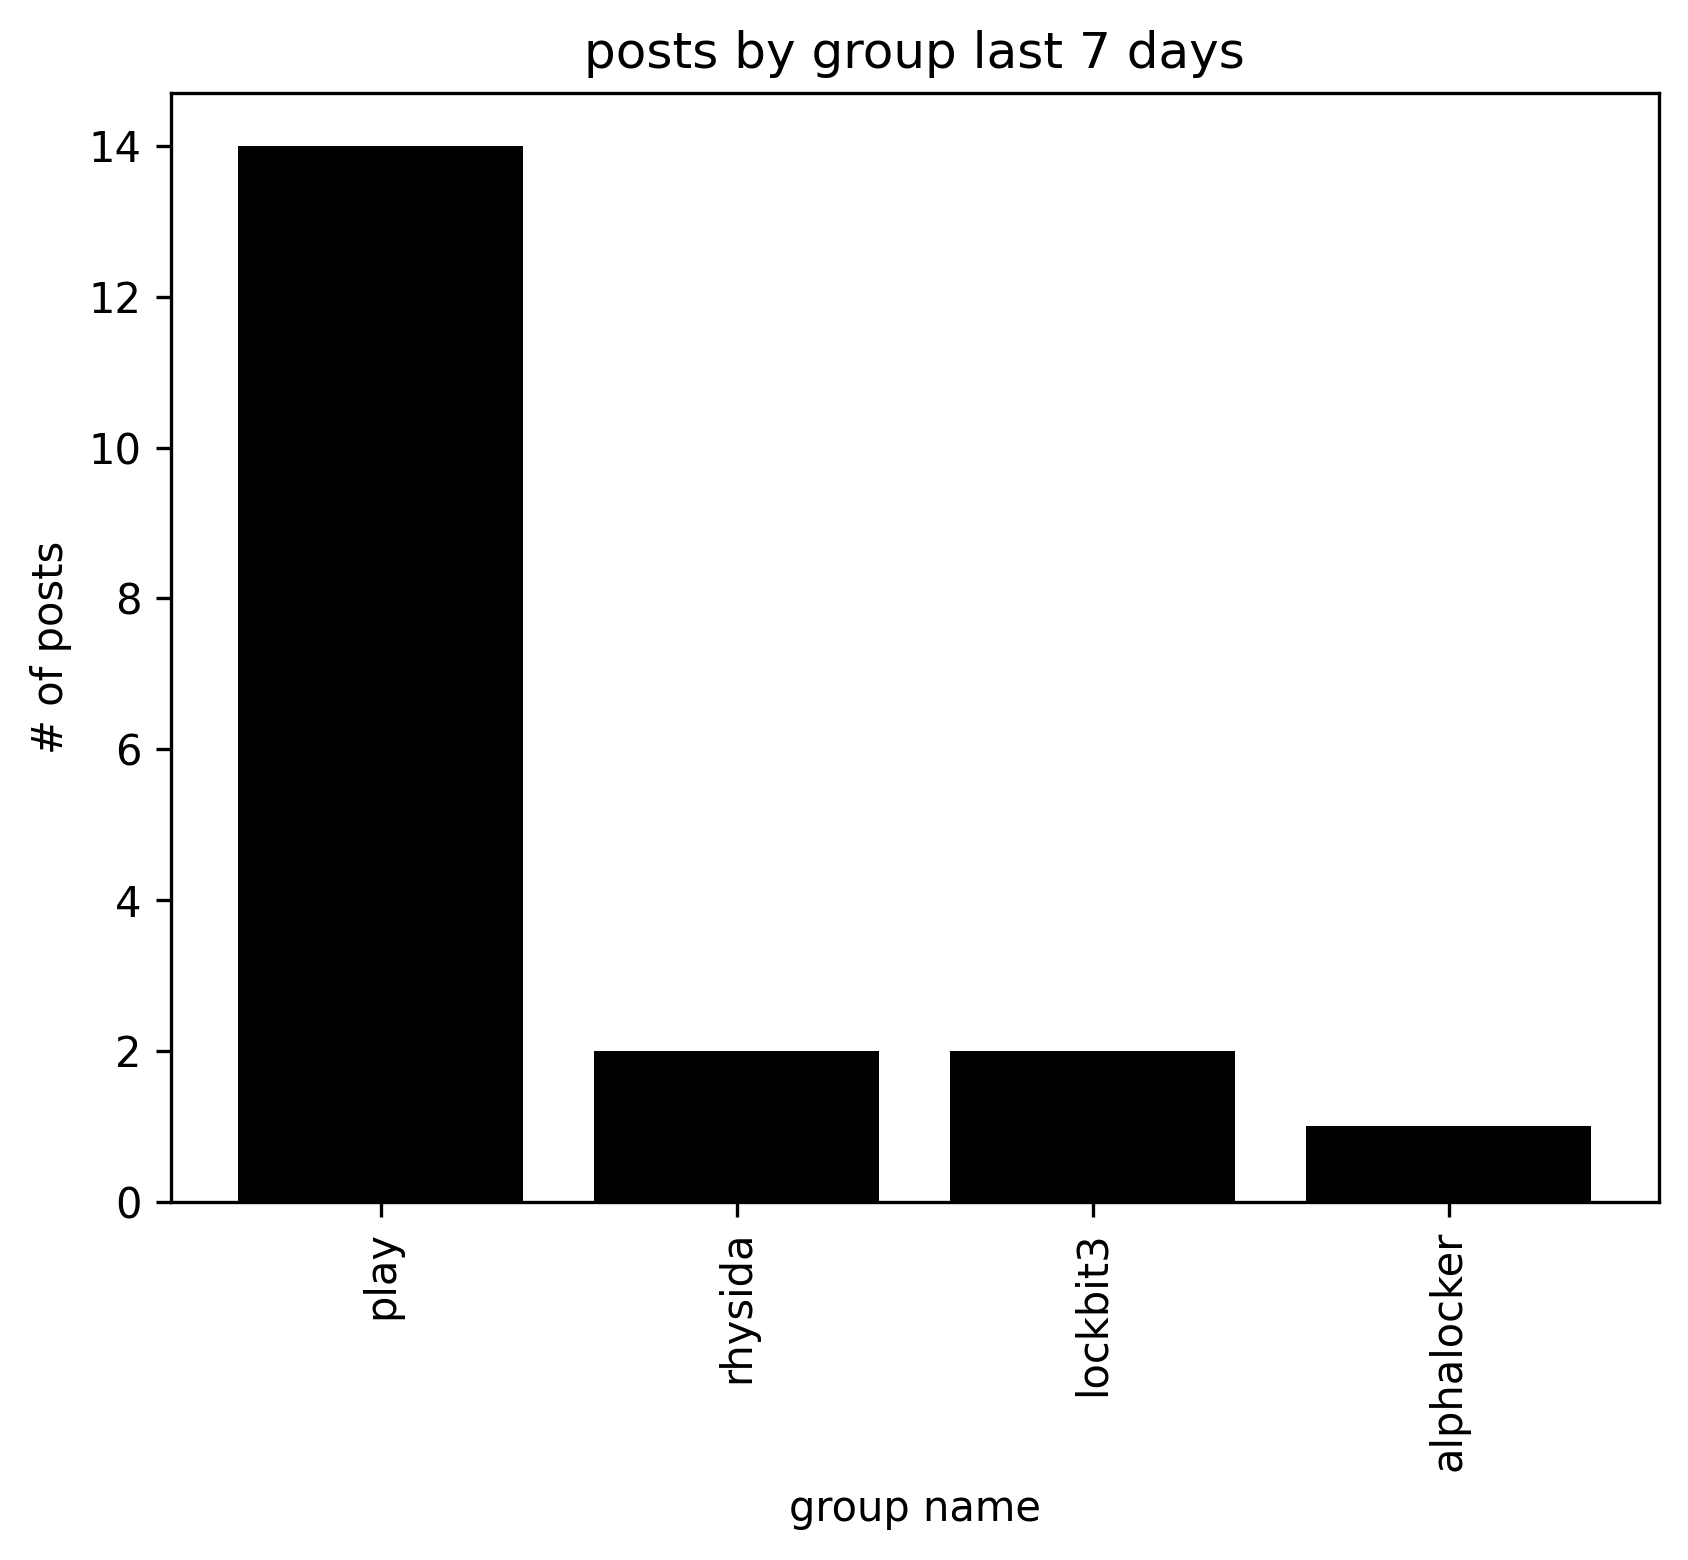 posts by group last 7 days
14
12
10
8
6
4
2
0
# of posts
play
rhysida
lockbit3
alphalocker
group name